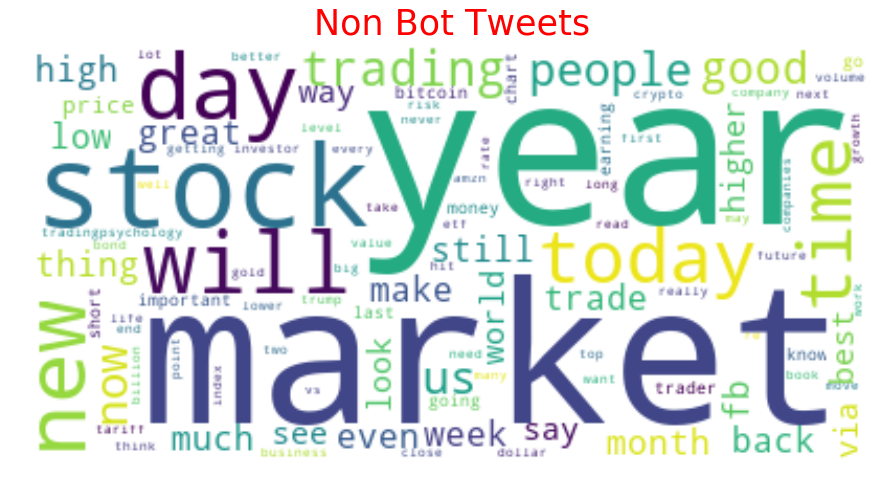 Non Bot Tweets
lot
better
high
day
trading
chart
people
good
go
volume
price
way
bitcoin
crypto
company
next
low
great
level
risk
never
year
earning
first
higher
growth
getting
investor
every
rate
stock
well
take
amzn
right
long
companies
time
tradingpsychology
money
etf
read
may
bond
will
value
still
today
future
thing
gold
big
hit
really
make
world
trade
work
new
short
important
lower
trump
last
life
end
now
billion
point
index
two
vs
market
look
need
many
us
going
top
want
trader
fb
re
know
book
move
best
via
tariff
think
much
see
even
week
say
month
back
business
close
dollar